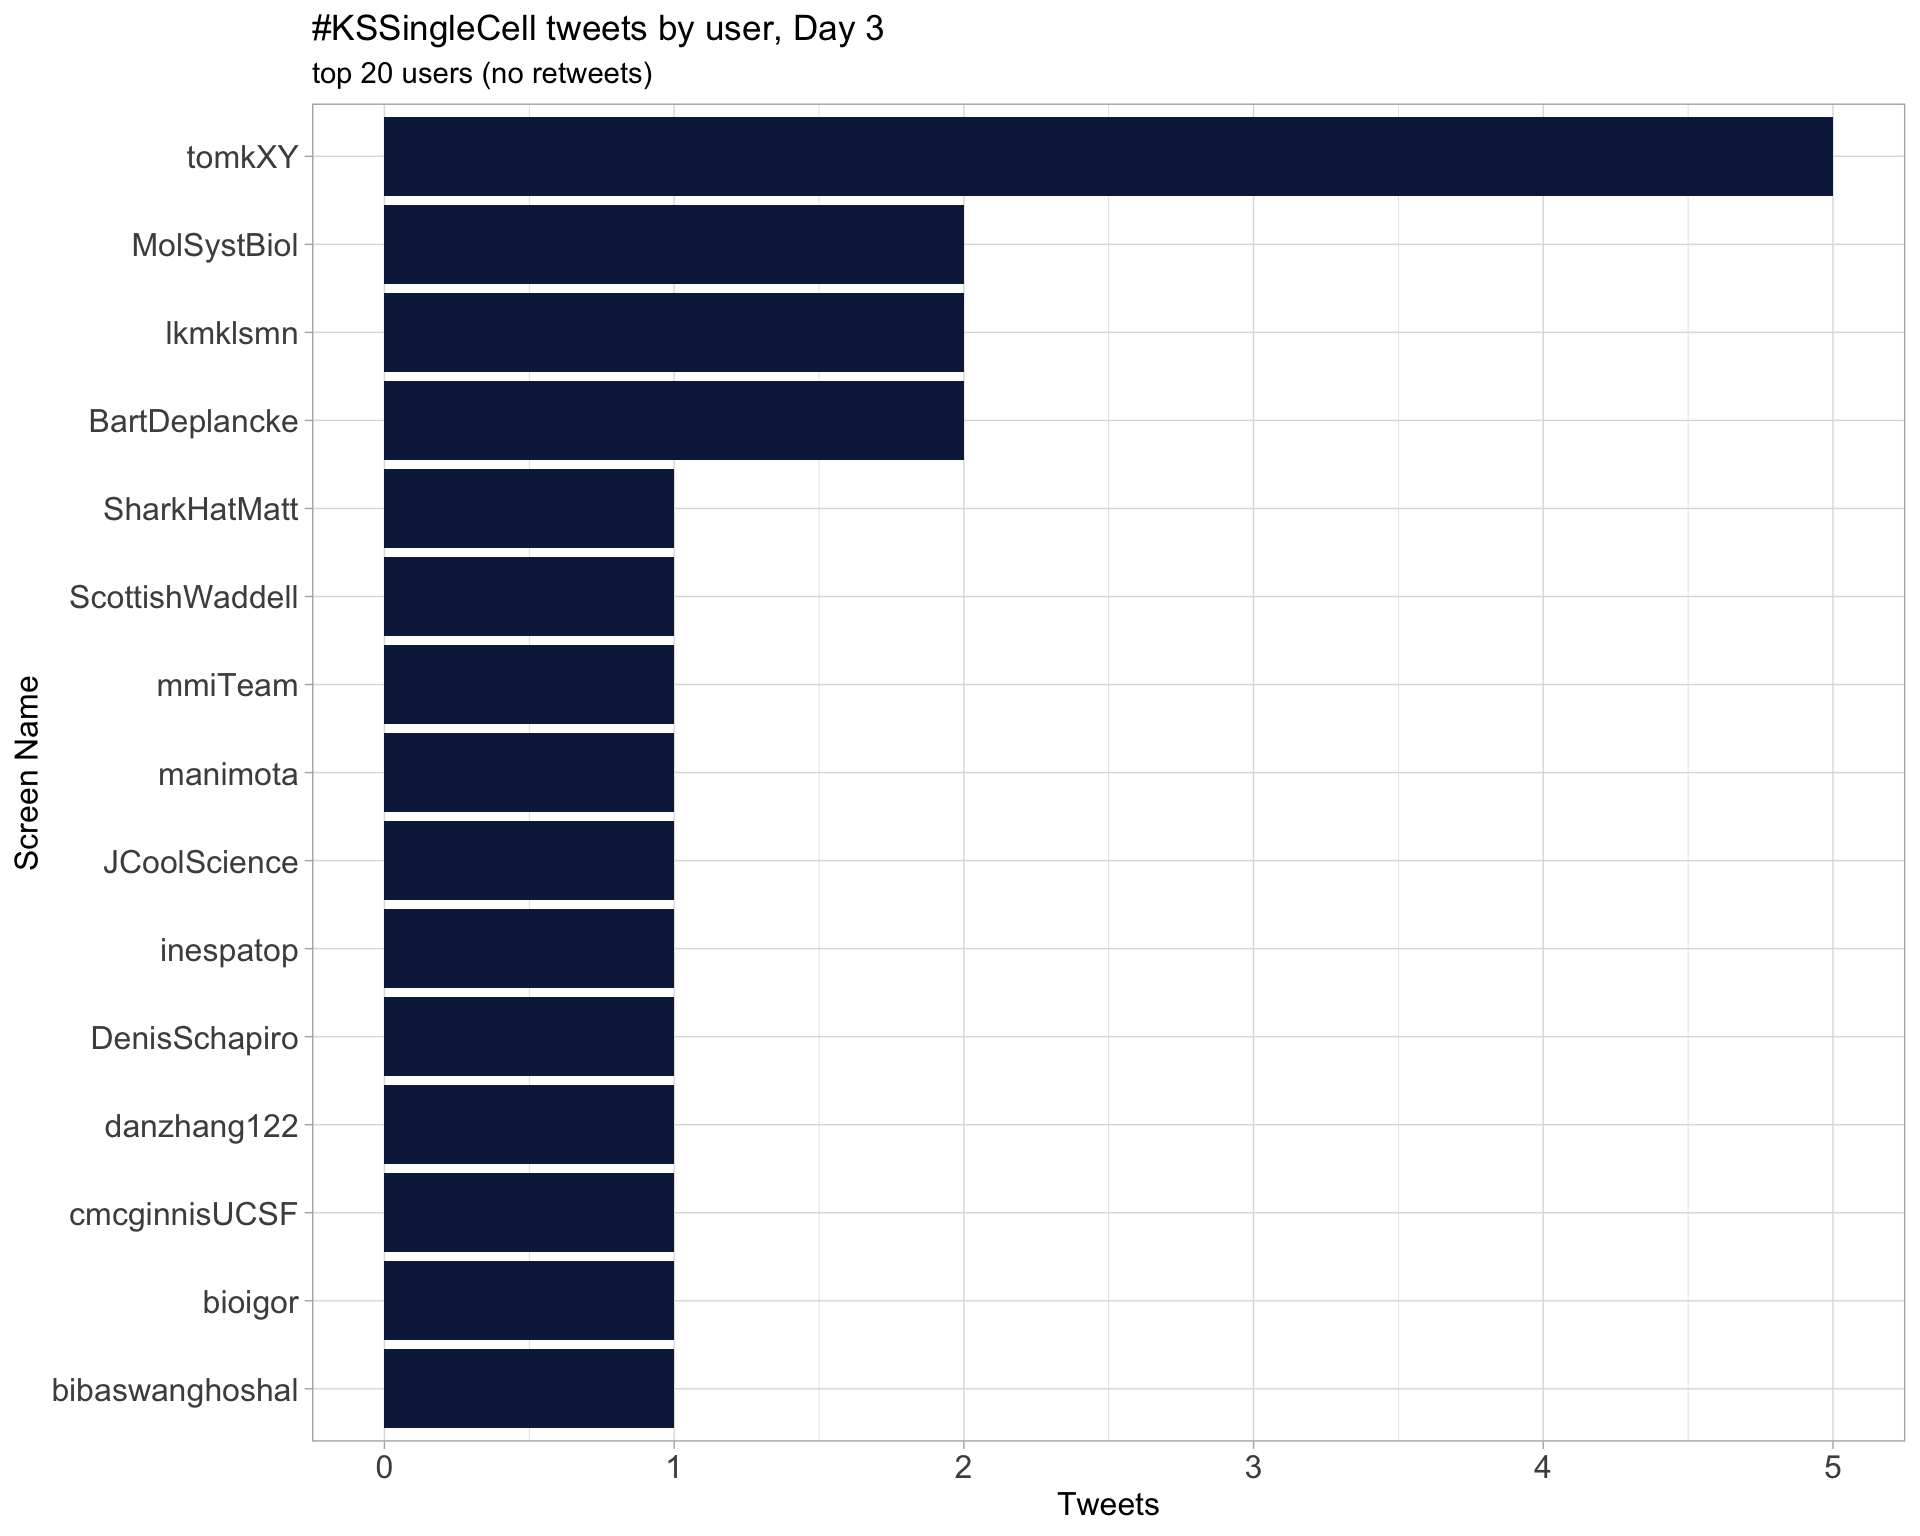 #KSSingleCell tweets by user, Day 3
top 20 users (no retweets)
tomkXY
MolSystBiol
lkmklsmn
BartDeplancke
SharkHatMatt
ScottishWaddell
mmiTeam
manimota
JCoolScience
inespatop
DenisSchapiro
danzhang122
cmcginnisUCSF
bioigor
bibaswanghoshal
Screen Name
0 1 2 3 4 5
Tweets